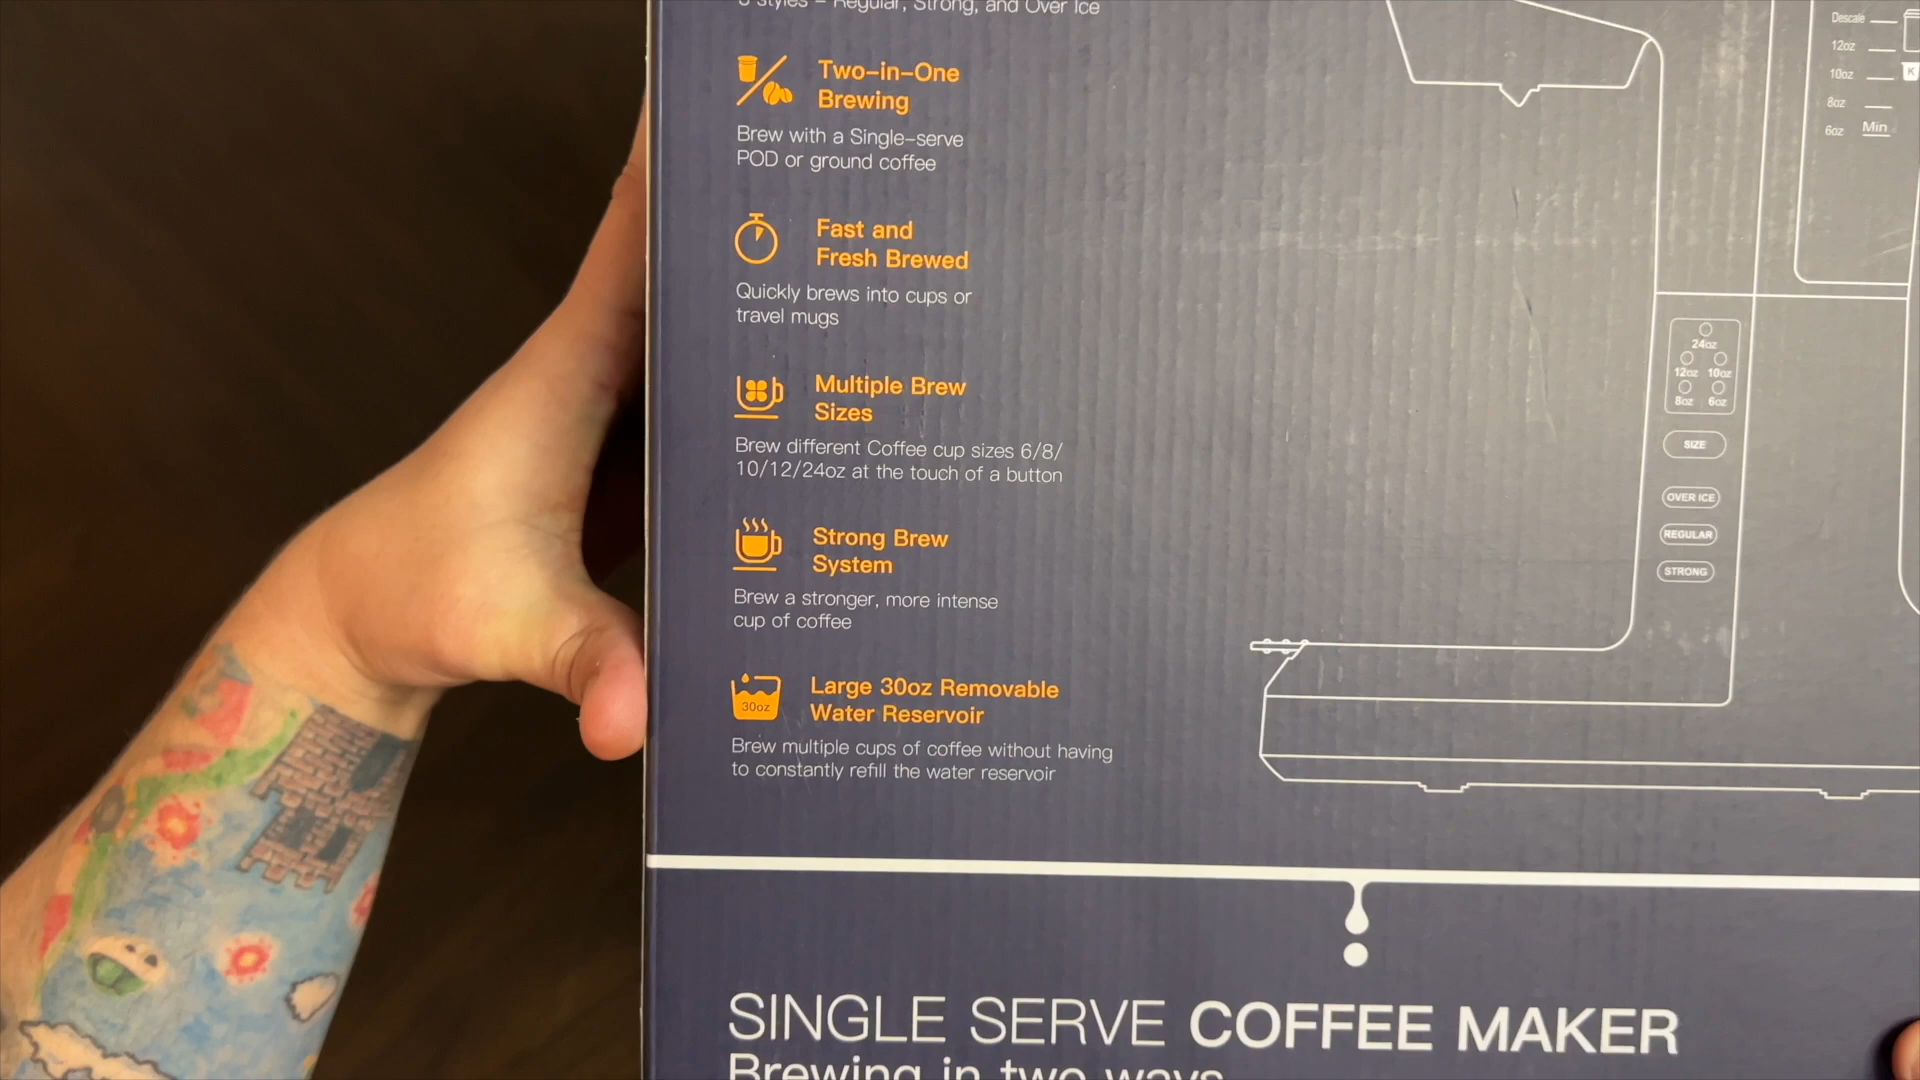 3 styles – Regular, Strong, and Over Ice
Two-in-One
Brewing
Brew with a Single-serve
POD or ground coffee
Fast and
Fresh Brewed
Quickly brews into cups or
travel mugs
Multiple Brew
Sizes
Brew different Coffee cup sizes 6/8/
10/12/24oz at the touch of a button
Strong Brew
System
Brew a stronger, more intense
cup of coffee
30oz
Large 30oz Removable
Water Reservoir
Brew multiple cups of coffee without having
to constantly refill the water reservoir
Descale
12oz
10oz
K
8oz
6oz Min
24oz
12oz 10oz
8oz 6oz
SIZE
OVER ICE
REGULAR
STRONG
SINGLE SERVE COFFEE MAKER
Brewing in two ways